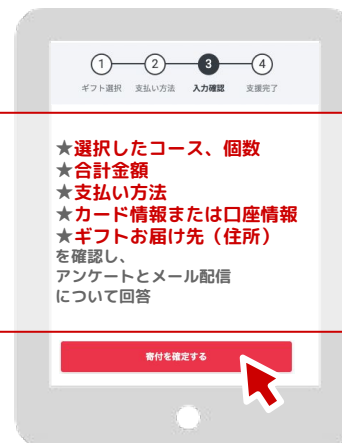 1 2 3 4
ギフト選択 支払い方法 入力確認 支援完了
★選択したコース、個数
★合計金額
★支払い方法
★カード情報または口座情報
★ギフトお届け先（住所）
を確認し、
アンケートとメール配信
について回答
寄付を確定する